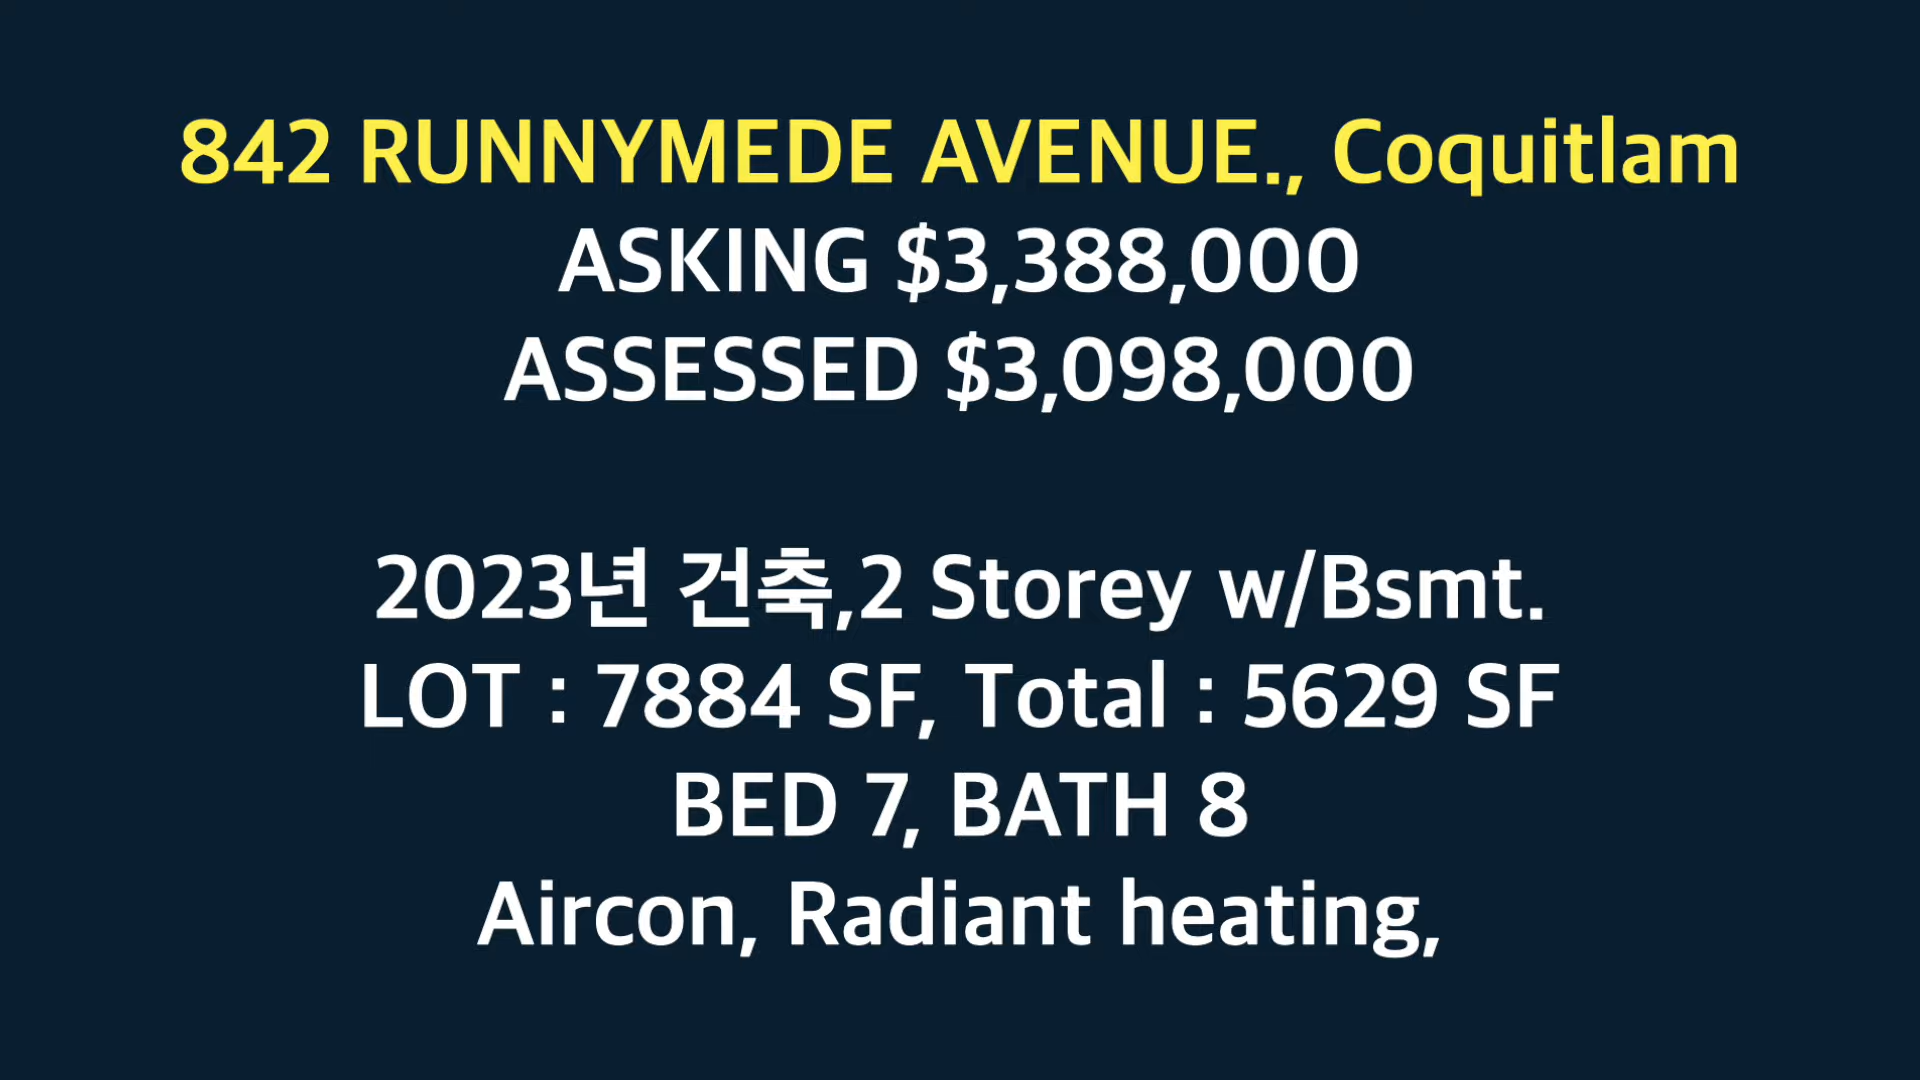 842 RUNNYMEDE AVENUE., Coquitlam
ASKING $3,388,000
ASSESSED $3,098,000
2023년 건축,2 Storey w/Bsmt.
LOT : 7884 SF, Total : 5629 SF
BED 7, BATH 8
Aircon, Radiant heating,